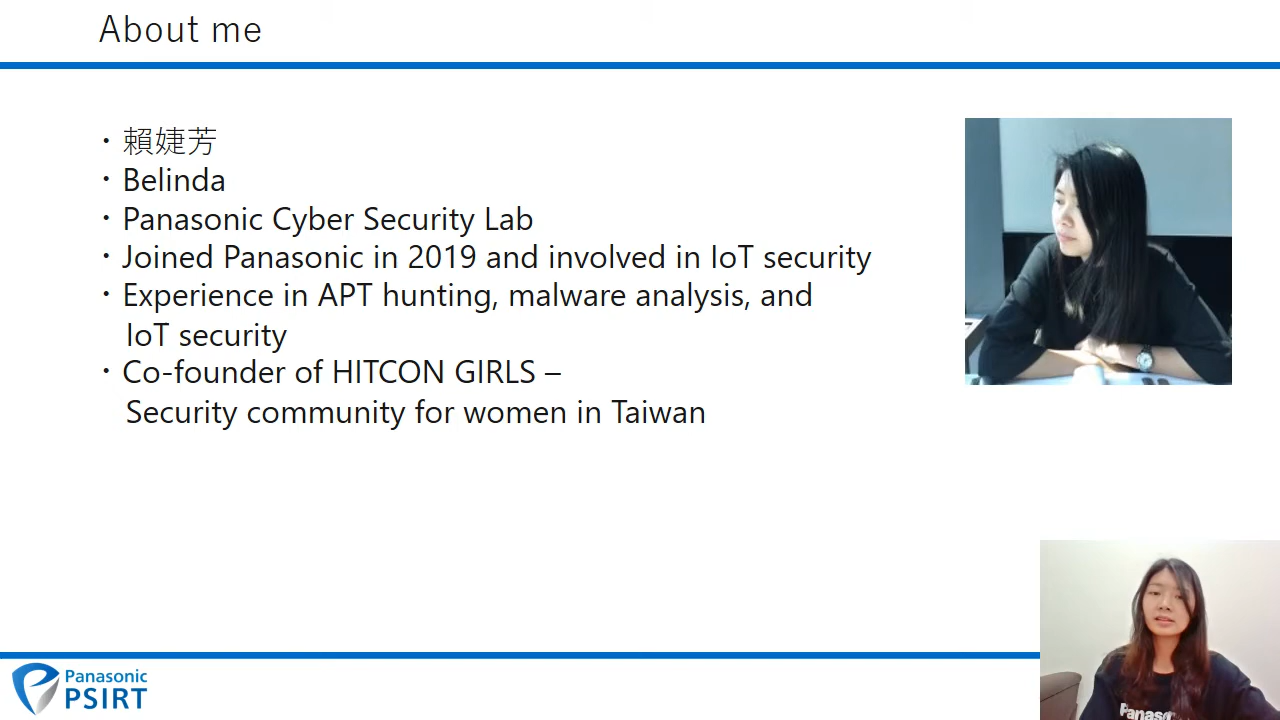 About me
・賴婕芳
・Belinda
・Panasonic Cyber Security Lab
・Joined Panasonic in 2019 and involved in IoT security
・Experience in APT hunting, malware analysis, and
IoT security
・Co-founder of HITCON GIRLS –
Security community for women in Taiwan
Panasonic
PSIRT